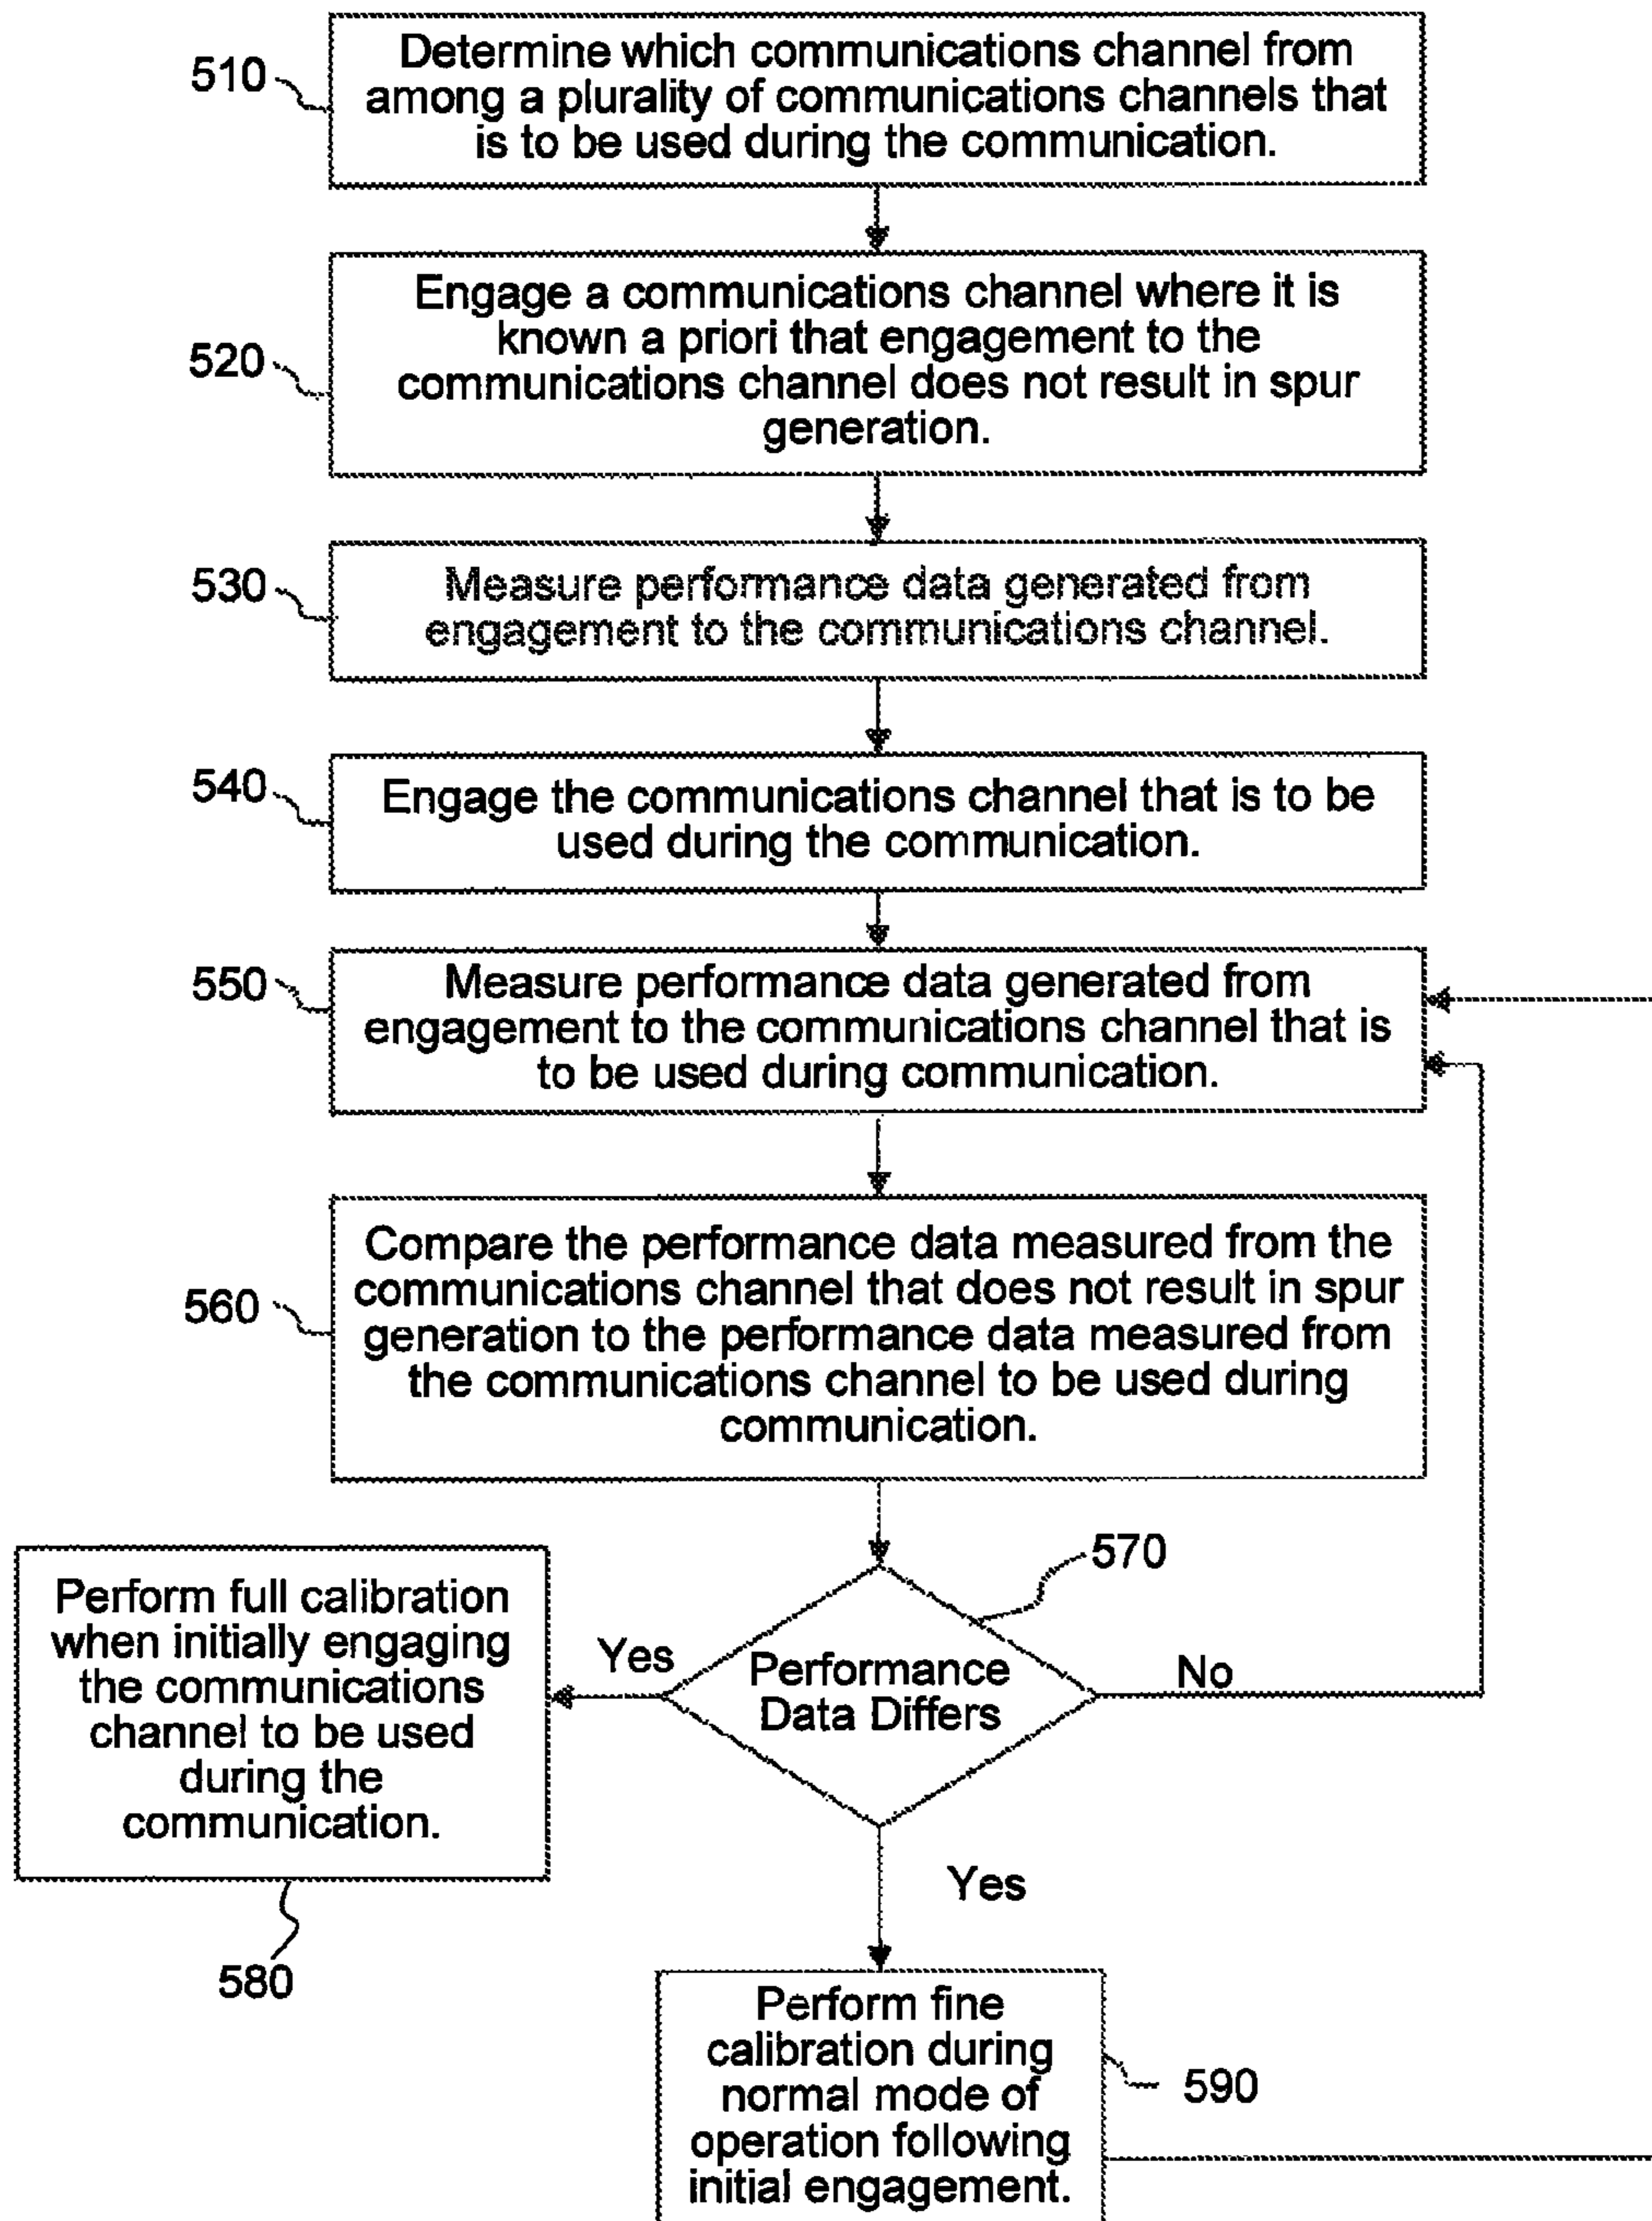 510
Determine which communications channel from
among a plurality of communications channels that
is to be used during the communication.
520
Engage a communications channel where it is
known a priori that engagement to the
communications channel does not result in spur
generation.
530
Measure performance data generated from
engagement to the communications channel.
540
Engage the communications channel that is to be
used during the communication.
550
Measure performance data generated from
engagement to the communications channel that is
to be used during communication.
560
Compare the performance data measured from the
communications channel that does not result in spur
generation to the performance data measured from
the communications channel to be used during
communication.
570
Performance
Data Differs
Yes
No
Perform full calibration
when initially engaging
the communications
channel to be used
during the
communication.
580
Yes
Perform fine
calibration during
normal mode of
operation following
initial engagement.
590